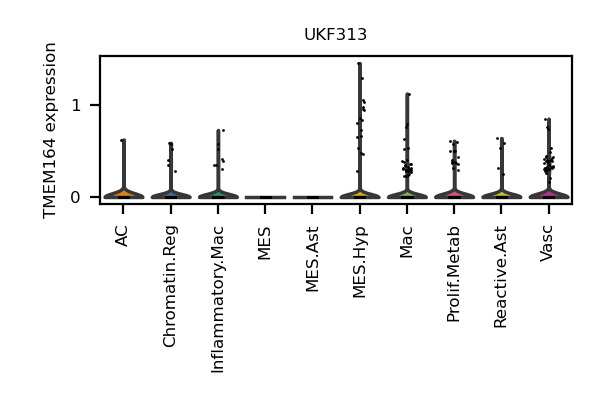 UKF313
TMEM164 expression
1
0
AC
Chromatin.Reg
Inflammatory.Mac
MES
MES.Ast
MES.Hyp
Mac
Prolif.Metab
Reactive.Ast
Vasc